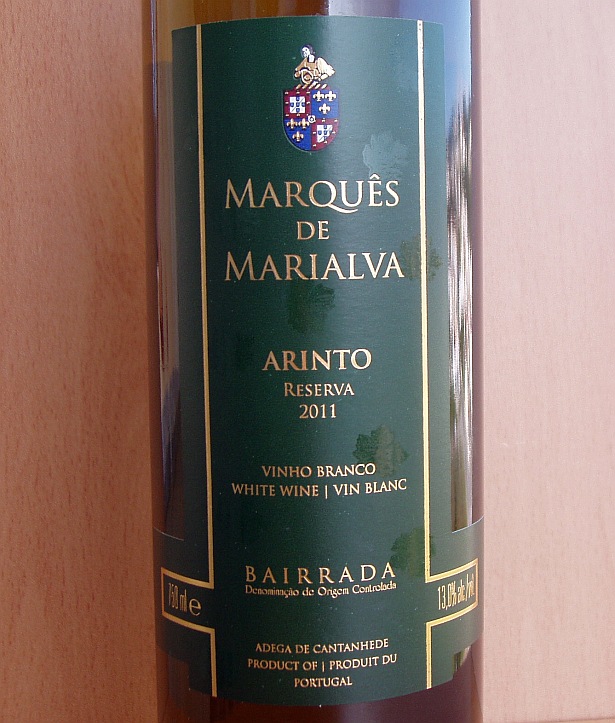 MARQUÊS
DE
MARIALVA
ARINTO
RESERVA
2011
VINHO BRANCO
WHITE WINE | VIN BLANC
BAIRRADA
Denominação de Origem Controlada
750 ml e
13,0% alc./vol.
ADEGA DE CANTANHEDE
PRODUCT OF | PRODUIT DU
PORTUGAL